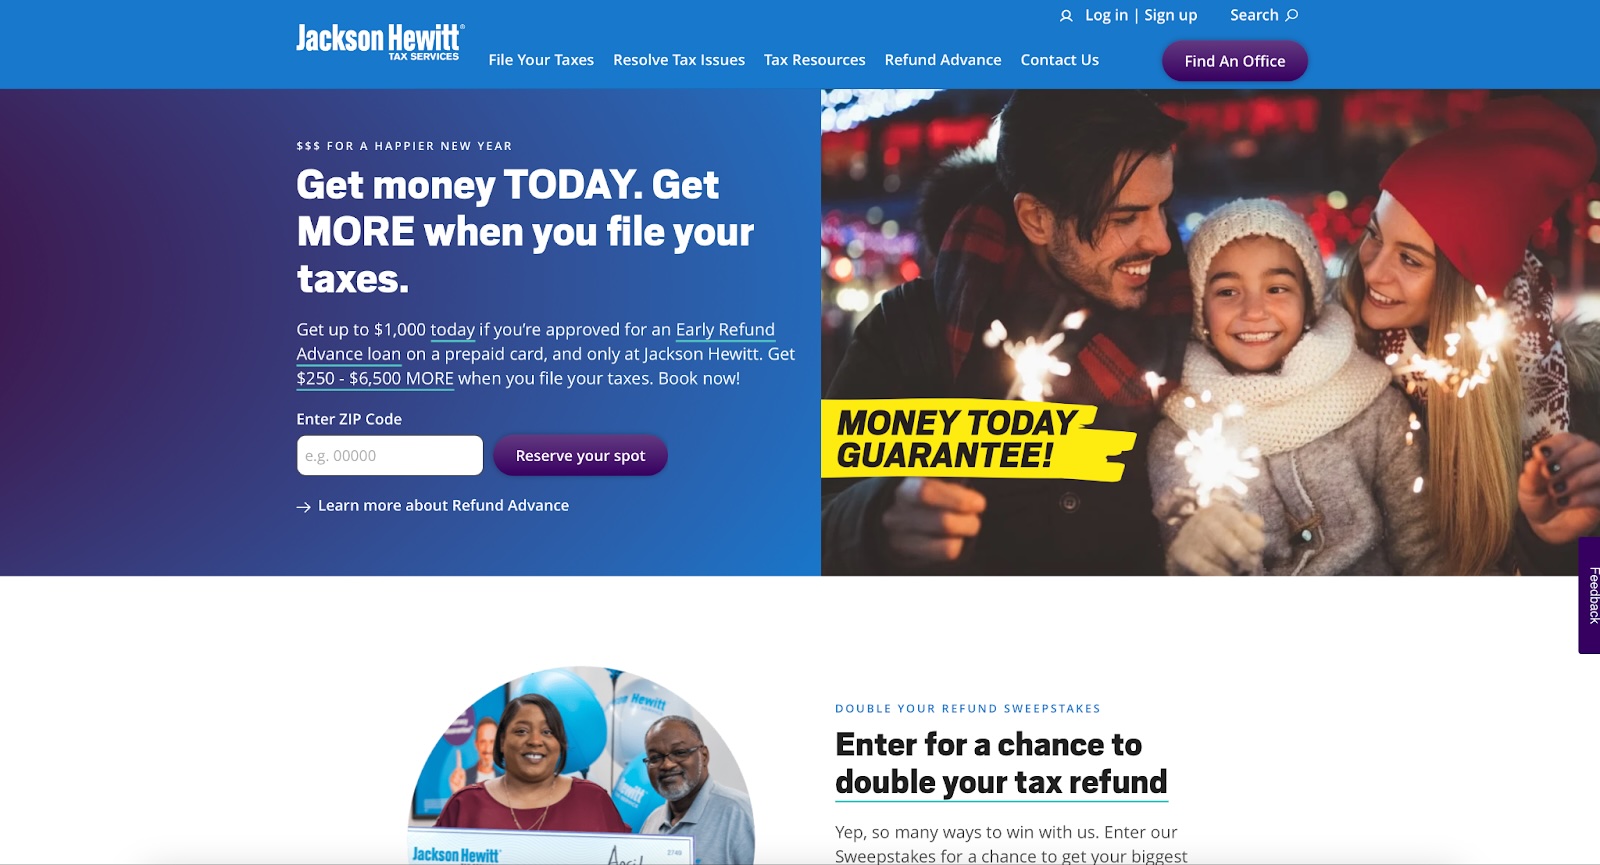 Log in | Sign up
Search
Jackson Hewitt®
TAX SERVICES
File Your Taxes
Resolve Tax Issues
Tax Resources
Refund Advance
Contact Us
Find An Office
$$$ FOR A HAPPIER NEW YEAR
Get money TODAY. Get
MORE when you file your
taxes.
Get up to $1,000 today if you’re approved for an Early Refund
Advance loan on a prepaid card, and only at Jackson Hewitt. Get
$250 - $6,500 MORE when you file your taxes. Book now!
Enter ZIP Code
e.g. 00000
Reserve your spot
Learn more about Refund Advance
MONEY TODAY
GUARANTEE!
Feedback
Hewitt
Jackson Hewitt
April
2749
DOUBLE YOUR REFUND SWEEPSTAKES
Enter for a chance to
double your tax refund
Yep, so many ways to win with us. Enter our
Sweepstakes for a chance to get your biggest